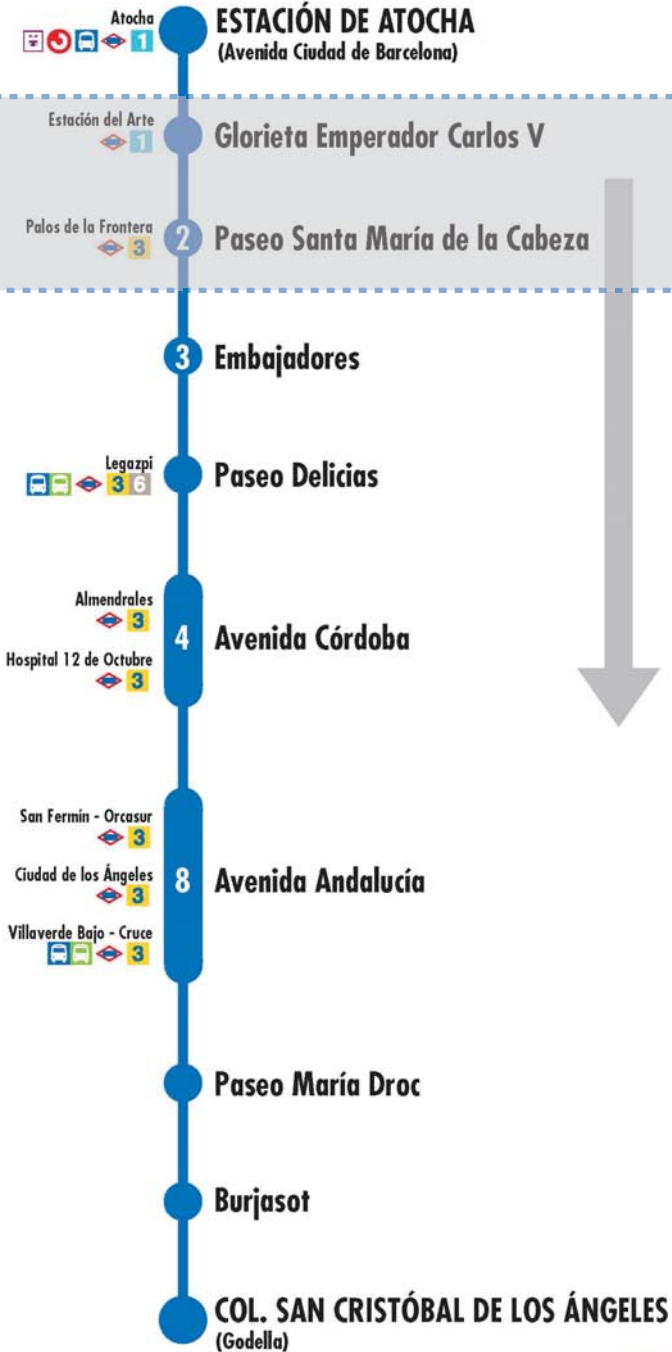 Atocha
1
ESTACIÓN DE ATOCHA
(Avenida Ciudad de Barcelona)
Estación del Arte
1
Glorieta Emperador Carlos V
Palos de la Frontera
3
2
Paseo Santa María de la Cabeza
3
Embajadores
Legazpi
3 6
Paseo Delicias
Almendrales
3
Hospital 12 de Octubre
3
4
Avenida Córdoba
San Fermín - Orcasur
3
Ciudad de los Ángeles
3
Villaverde Bajo - Cruce
3
8
Avenida Andalucía
Paseo María Droc
Burjasot
COL. SAN CRISTÓBAL DE LOS ÁNGELES
(Godella)